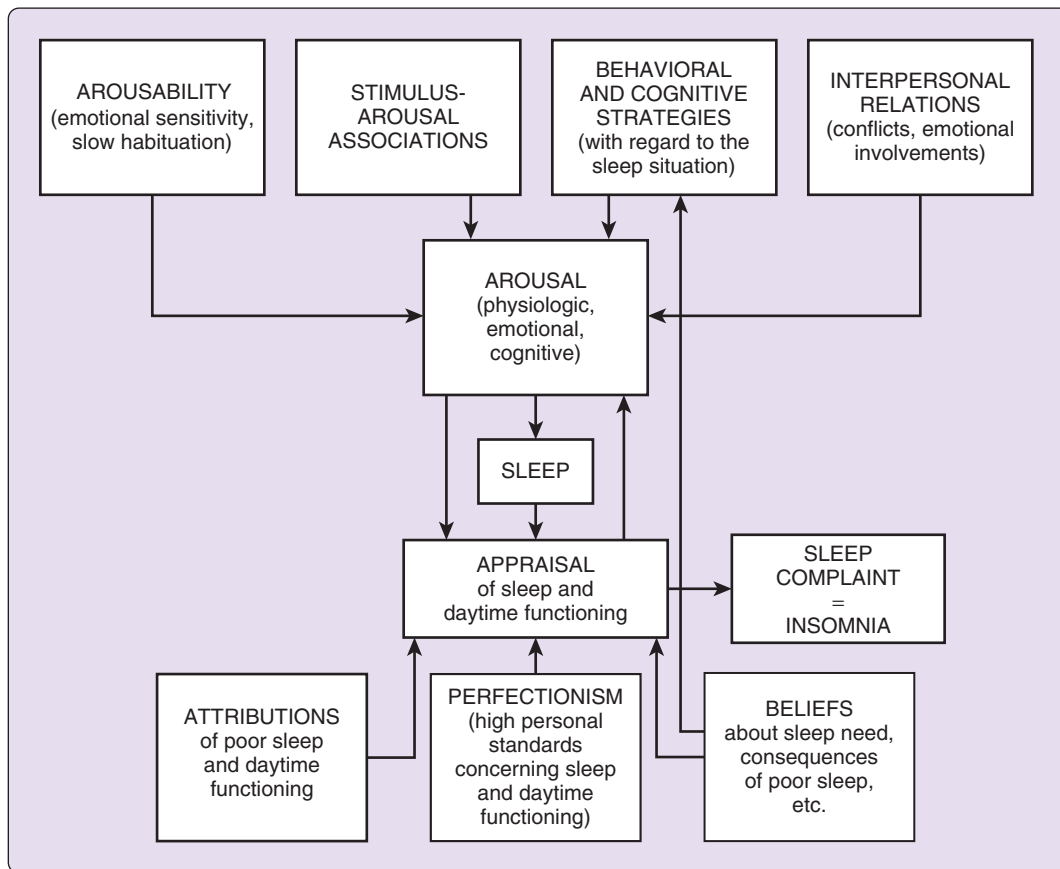 AROUSABILITY
(emotional sensitivity,
slow habituation)
STIMULUS-
AROUSAL
ASSOCIATIONS
BEHAVIORAL
AND COGNITIVE
STRATEGIES
(with regard to the
sleep situation)
INTERPERSONAL
RELATIONS
(conflicts, emotional
involvements)
AROUSAL
(physiologic,
emotional,
cognitive)
SLEEP
APPRAISAL
of sleep and
daytime functioning
SLEEP
COMPLAINT
=
INSOMNIA
ATTRIBUTIONS
of poor sleep
and daytime
functioning
PERFECTIONISM
(high personal
standards
concerning sleep
and daytime
functioning)
BELIEFS
about sleep need,
consequences
of poor sleep,
etc.